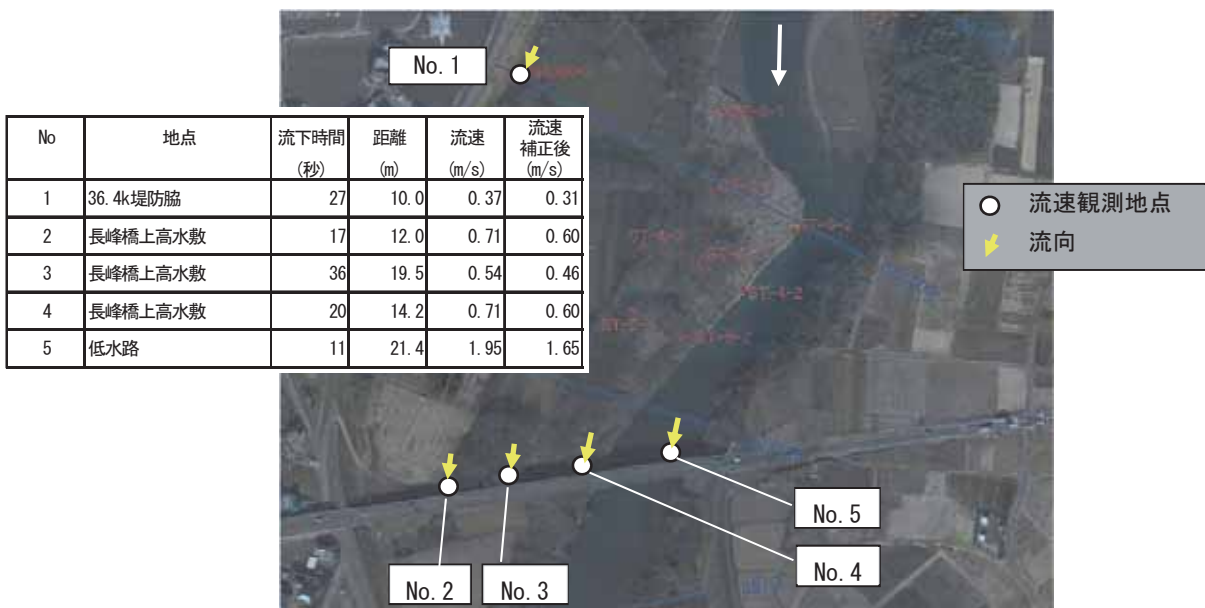 No. 1
No 地点 流下時間 (秒) 距離 (m) 流速 (m/s) 流速補正後 (m/s)
1 36.4k堤防脇 27 10.0 0.37 0.31
2 長峰橋上高水敷 17 12.0 0.71 0.60
3 長峰橋上高水敷 36 19.5 0.54 0.46
4 長峰橋上高水敷 20 14.2 0.71 0.60
5 低水路 11 21.4 1.95 1.65
流速観測地点
流向
No. 5
No. 4
No. 2
No. 3